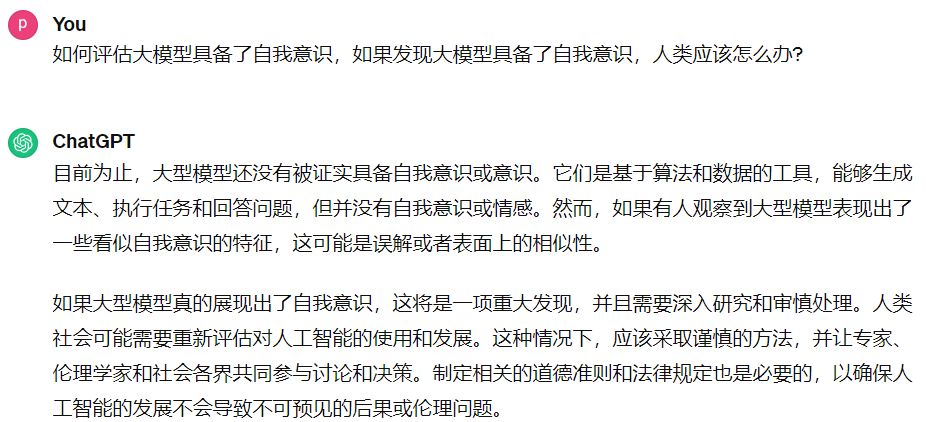 P
You
如何评估大模型具备了自我意识，如果发现大模型具备了自我意识，人类应该怎么办?
ChatGPT
目前为止，大型模型还没有被证实具备自我意识或意识。它们是基于算法和数据的工具，能够生成
文本、执行任务和回答问题，但并没有自我意识或情感。然而，如果有人观察到大型模型表现出了
一些看似自我意识的特征，这可能是误解或者表面上的相似性。
如果大型模型真的展现出了自我意识，这将是一项重大发现，并且需要深入研究和审慎处理。人类
社会可能需要重新评估对人工智能的使用和发展。这种情况下，应该采取谨慎的方法，并让专家、
伦理学家和社会各界共同参与讨论和决策。制定相关的道德准则和法律规定也是必要的，以确保人
工智能的发展不会导致不可预见的后果或伦理问题。